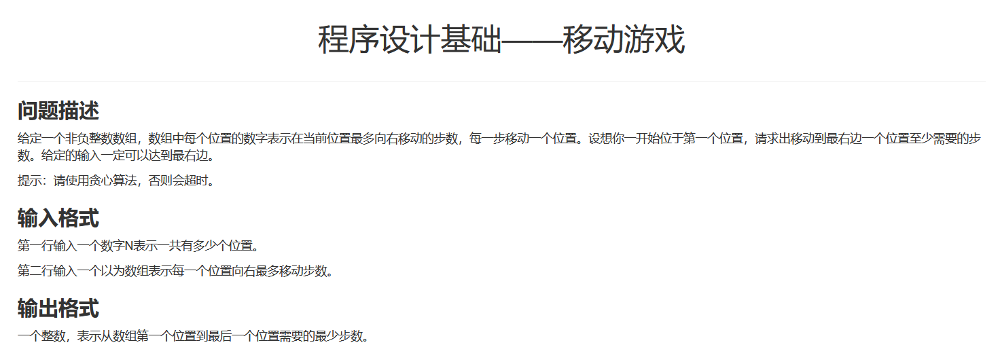 程序设计基础——移动游戏
问题描述
给定一个非负整数数组，数组中每个位置的数字表示在当前位置最多向右移动的步数，每一步移动一个位置。设想你一开始位于第一个位置，请求出移动到最右边一个位置至少需要的步
数。给定的输入一定可以达到最右边。
提示：请使用贪心算法，否则会超时。
输入格式
第一行输入一个数字N表示一共有多少个位置。
第二行输入一个以为数组表示每一个位置向右最多移动步数。
输出格式
一个整数，表示从数组第一个位置到最后一个位置需要的最少步数。